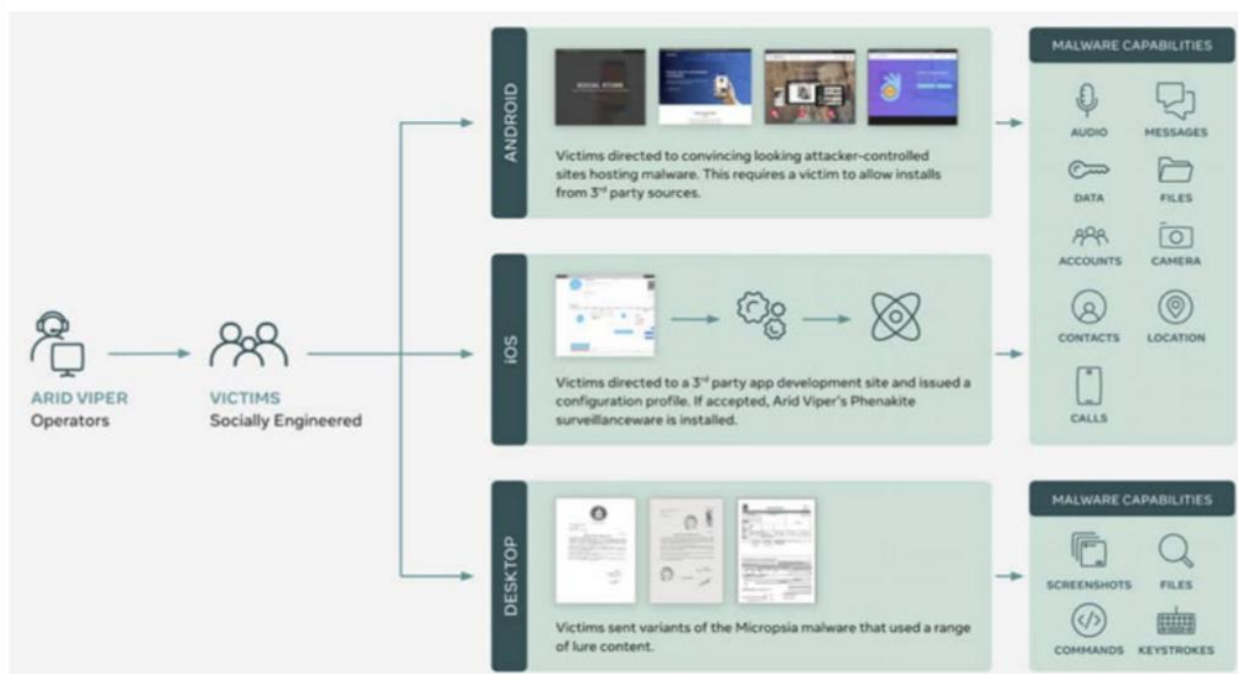 ANDROID
SOCIAL STORE
Victims directed to convincing looking attacker-controlled
sites hosting malware. This requires a victim to allow installs
from 3rd party sources.
MALWARE CAPABILITIES
AUDIO
MESSAGES
DATA
FILES
ACCOUNTS
CAMERA
CONTACTS
LOCATION
CALLS
ARID VIPER
Operators
VICTIMS
Socially Engineered
iOS
Victims directed to a 3rd party app development site and issued a
configuration profile. If accepted, Arid Viper's Phenakite
surveillanceware is installed.
DESKTOP
Victims sent variants of the Micropsia malware that used a range
of lure content.
MALWARE CAPABILITIES
SCREENSHOTS
FILES
COMMANDS
KEYSTROKES